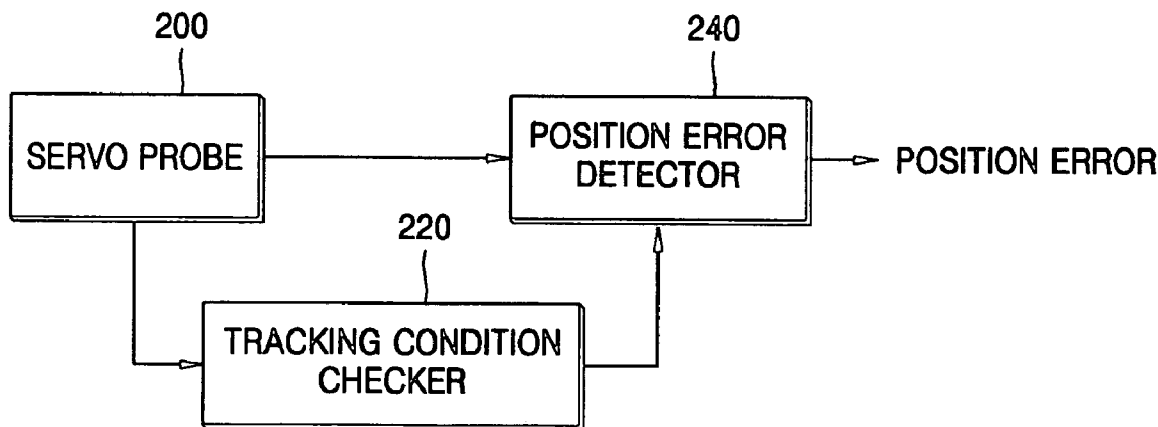 200
240
SERVO PROBE
POSITION ERROR
DETECTOR
POSITION ERROR
220
TRACKING CONDITION
CHECKER